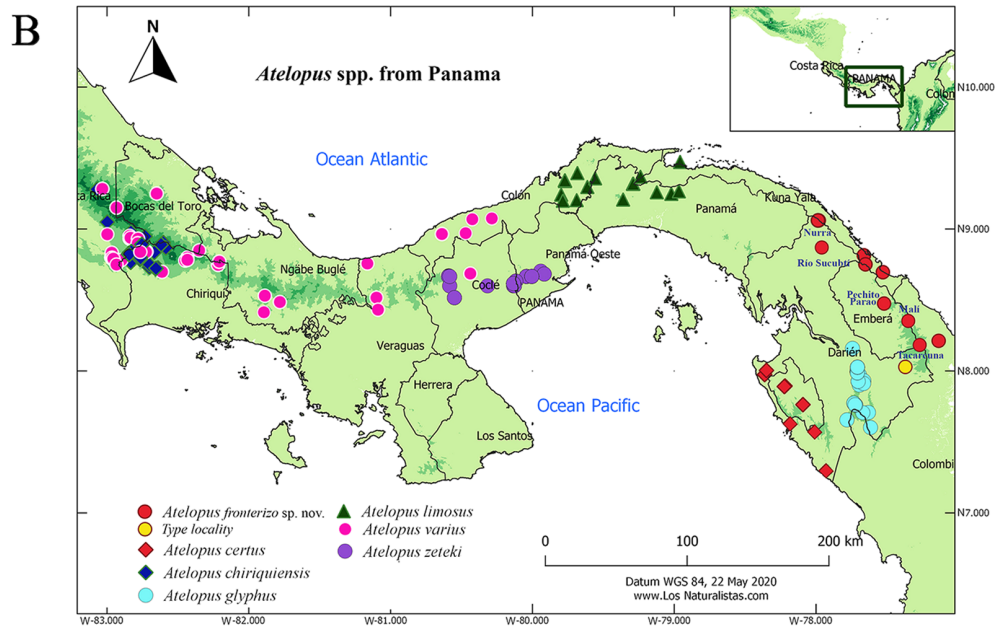 B
N
Atelopus spp. from Panama
Costa Rica
PANAMA
Colon
N10.000
Ocean Atlantic
ta Rica
Bocas del Toro
Colón
Kuna Yala
Panamá
Nurra
N9.000
Ngäbe Buglé
Panamá Oeste
Río Sucubtí
Chiriquí
Coclé
PANAMA
Pechito
Parao
Mali
Emberá
Veraguas
Darién
Tacarcuna
N8.000
Herrera
Ocean Pacific
Los Santos
Colombi
Atelopus fronterizo sp. nov.
Type locality
Atelopus certus
Atelopus chiriquiensis
Atelopus glyphus
Atelopus limosus
Atelopus varius
Atelopus zeteki
N7.000
0 100 200 km
Datum WGS 84, 22 May 2020
www.Los Naturalistas.com
W-83.000 W-82.000 W-81.000 W-80.000 W-79.000 W-78.000